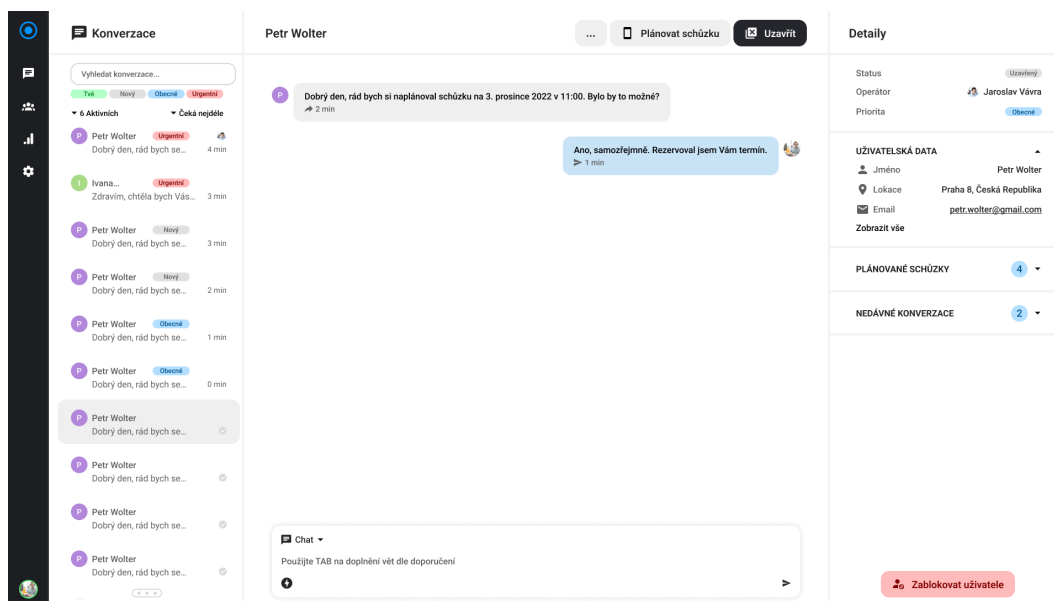 Konverzace
Vyhledat konverzace...
Tvé Nový Obecné Urgentní
6 Aktivních Čeká nejdéle
P Petr Wolter Urgentní
Dobrý den, rád bych se... 4 min
I Ivana... Urgentní
Zdravím, chtěla bych Vás... 3 min
P Petr Wolter Nový
Dobrý den, rád bych se... 3 min
P Petr Wolter Nový
Dobrý den, rád bych se... 2 min
P Petr Wolter Obecné
Dobrý den, rád bych se... 1 min
P Petr Wolter Obecné
Dobrý den, rád bych se... 0 min
P Petr Wolter
Dobrý den, rád bych se...
P Petr Wolter
Dobrý den, rád bych se...
P Petr Wolter
Dobrý den, rád bych se...
P Petr Wolter
Dobrý den, rád bych se...
Petr Wolter ... Plánovat schůzku Uzavřít
P Dobrý den, rád bych si naplánoval schůzku na 3. prosince 2022 v 11:00. Bylo by to možné?
2 min
Ano, samozřejmně. Rezervoval jsem Vám termín.
1 min
Chat
Použijte TAB na doplnění vět dle doporučení
Detaily
Status Uzavřený
Operátor Jaroslav Vávra
Priorita Obecné
UŽIVATELSKÁ DATA
Jméno Petr Wolter
Lokace Praha 8, Česká Republika
Email petr.wolter@gmail.com
Zobrazit vše
PLÁNOVANÉ SCHŮZKY 4
NEDÁVNÉ KONVERZACE 2
Zablokovat uživatele